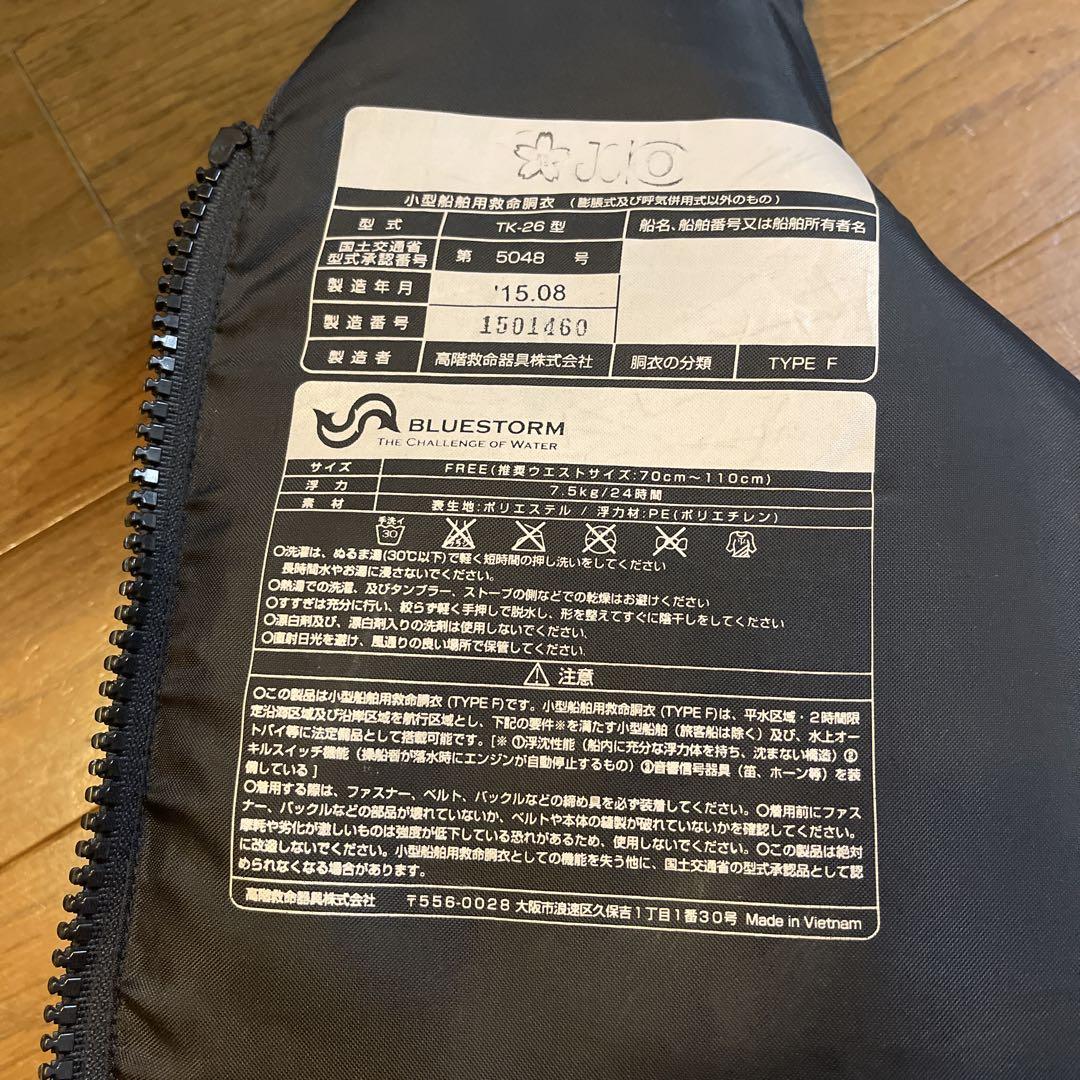 JCI
小型船舶用救命胴衣 (膨脹式及び呼気併用式以外のもの)
型式 TK-26 型 船名、船舶番号又は船舶所有者名
国土交通省
型式承認番号 第 5048 号
製造年月 '15.08
製造番号 1501460
製造者 高階救命器具株式会社 胴衣の分類 TYPE F
BLUESTORM
THE CHALLENGE OF WATER
サイズ FREE(推奨ウエストサイズ:70cm～110cm)
浮力 7.5kg/24時間
素材 表生地:ポリエステル / 浮力材:PE(ポリエチレン)
手洗イ
30
○洗濯は、ぬるま湯(30℃以下)で軽く短時間の押し洗いをしてください
長時間水やお湯に浸さないでください。
○熱湯での洗濯、及びタンブラー、ストーブの側などでの乾燥はお避けください
○すすぎは充分に行い、絞らず軽く手押しで脱水し、形を整えてすぐに陰干しをしてください
○漂白剤及び、漂白剤入りの洗剤は使用しないでください.
○直射日光を避け、風通りの良い場所で保管してください.
注意
○この製品は小型船舶用救命胴衣 (TYPE F)です。小型船舶用救命胴衣 (TYPE F)は、平水区域・2時間限
定沿海区域及び沿岸区域を航行区域とし、下記の要件※を満たす小型船舶 (旅客船は除く) 及び、水上オー
トバイ等に法定備品として搭載可能です。[※ ①浮沈性能 (船内に充分な浮力体を持ち、沈まない構造) ②
キルスイッチ機能 (操船者が落水時にエンジンが自動停止するもの) ③音響信号器具 (笛、ホーン等) を装
備している ]
○着用する際は、ファスナー、ベルト、バックルなどの締め具を必ず装着してください。○着用前にファス
ナー、バックルなどの部品が壊れていないか、ベルトや本体の縫製が破れていないかを確認してください。
摩耗や劣化が激しいものは強度が低下している恐れがあるため、使用しないでください。○この製品は絶対
に改造しないでください。小型船舶用救命胴衣としての機能を失う他に、国土交通省の型式承認品として認
められなくなる場合があります。
高階救命器具株式会社 〒556-0028 大阪市浪速区久保吉1丁目1番30号 Made in Vietnam